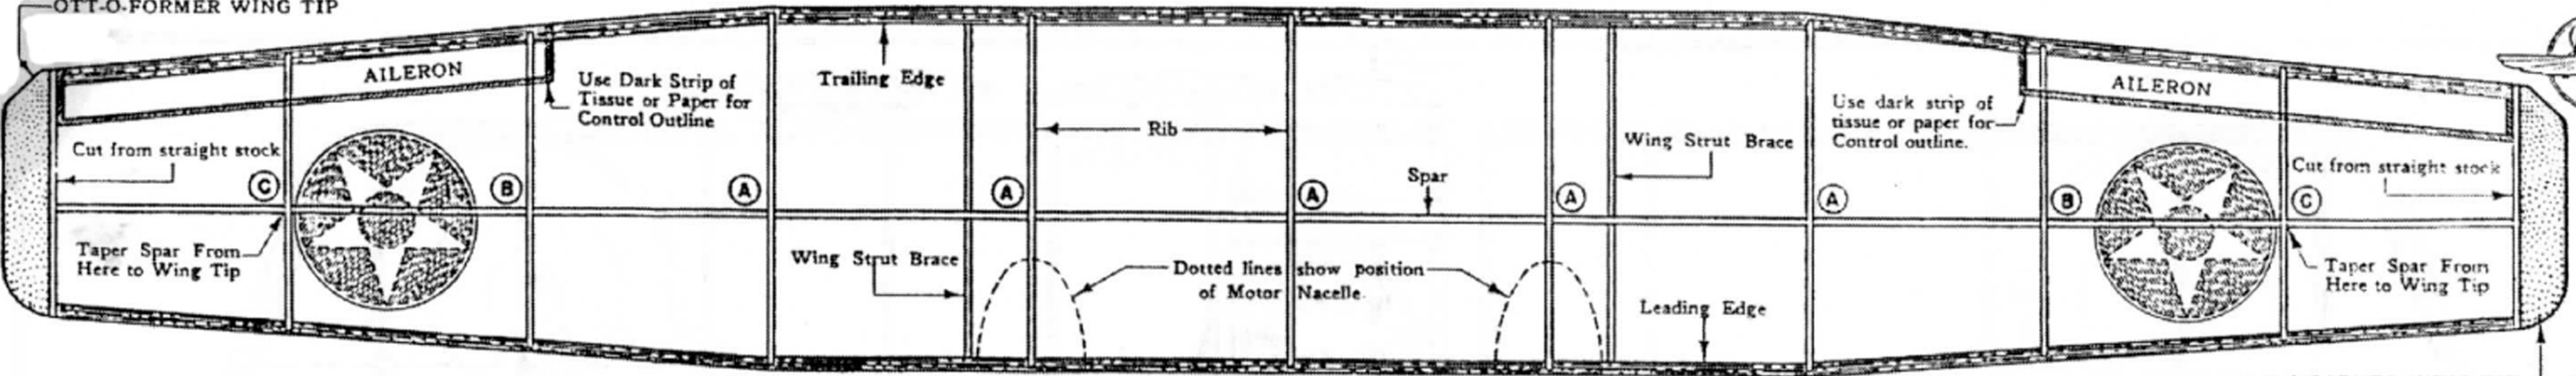 OTT-O-FORMER WING TIP
AILERON
Use Dark Strip of
Tissue or Paper for
Control Outline
Trailing Edge
Rib
Wing Strut Brace
Use dark strip of
tissue or paper for
Control outline.
AILERON
Cut from straight stock
C
B
A
A
A
Spar
A
A
B
C
Cut from straight stock
Taper Spar From
Here to Wing Tip
Wing Strut Brace
Dotted lines show position
of Motor Nacelle
Leading Edge
Taper Spar From
Here to Wing Tip